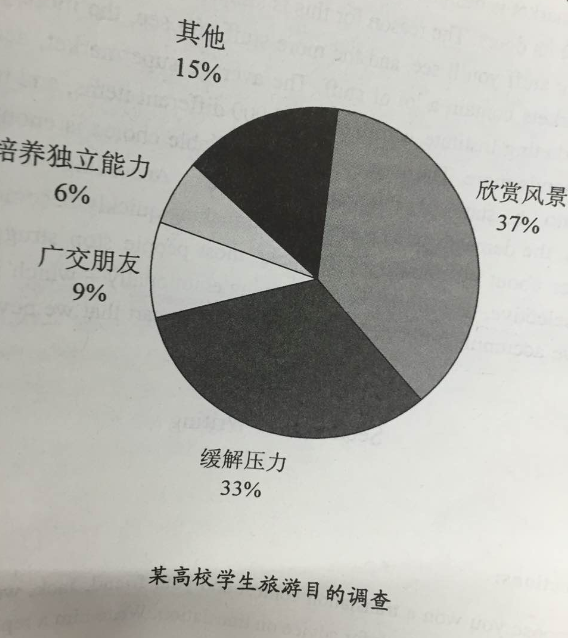 其他
15%
培养独立能力
6%
欣赏风景
37%
广交朋友
9%
缓解压力
33%
某高校学生旅游目的调查